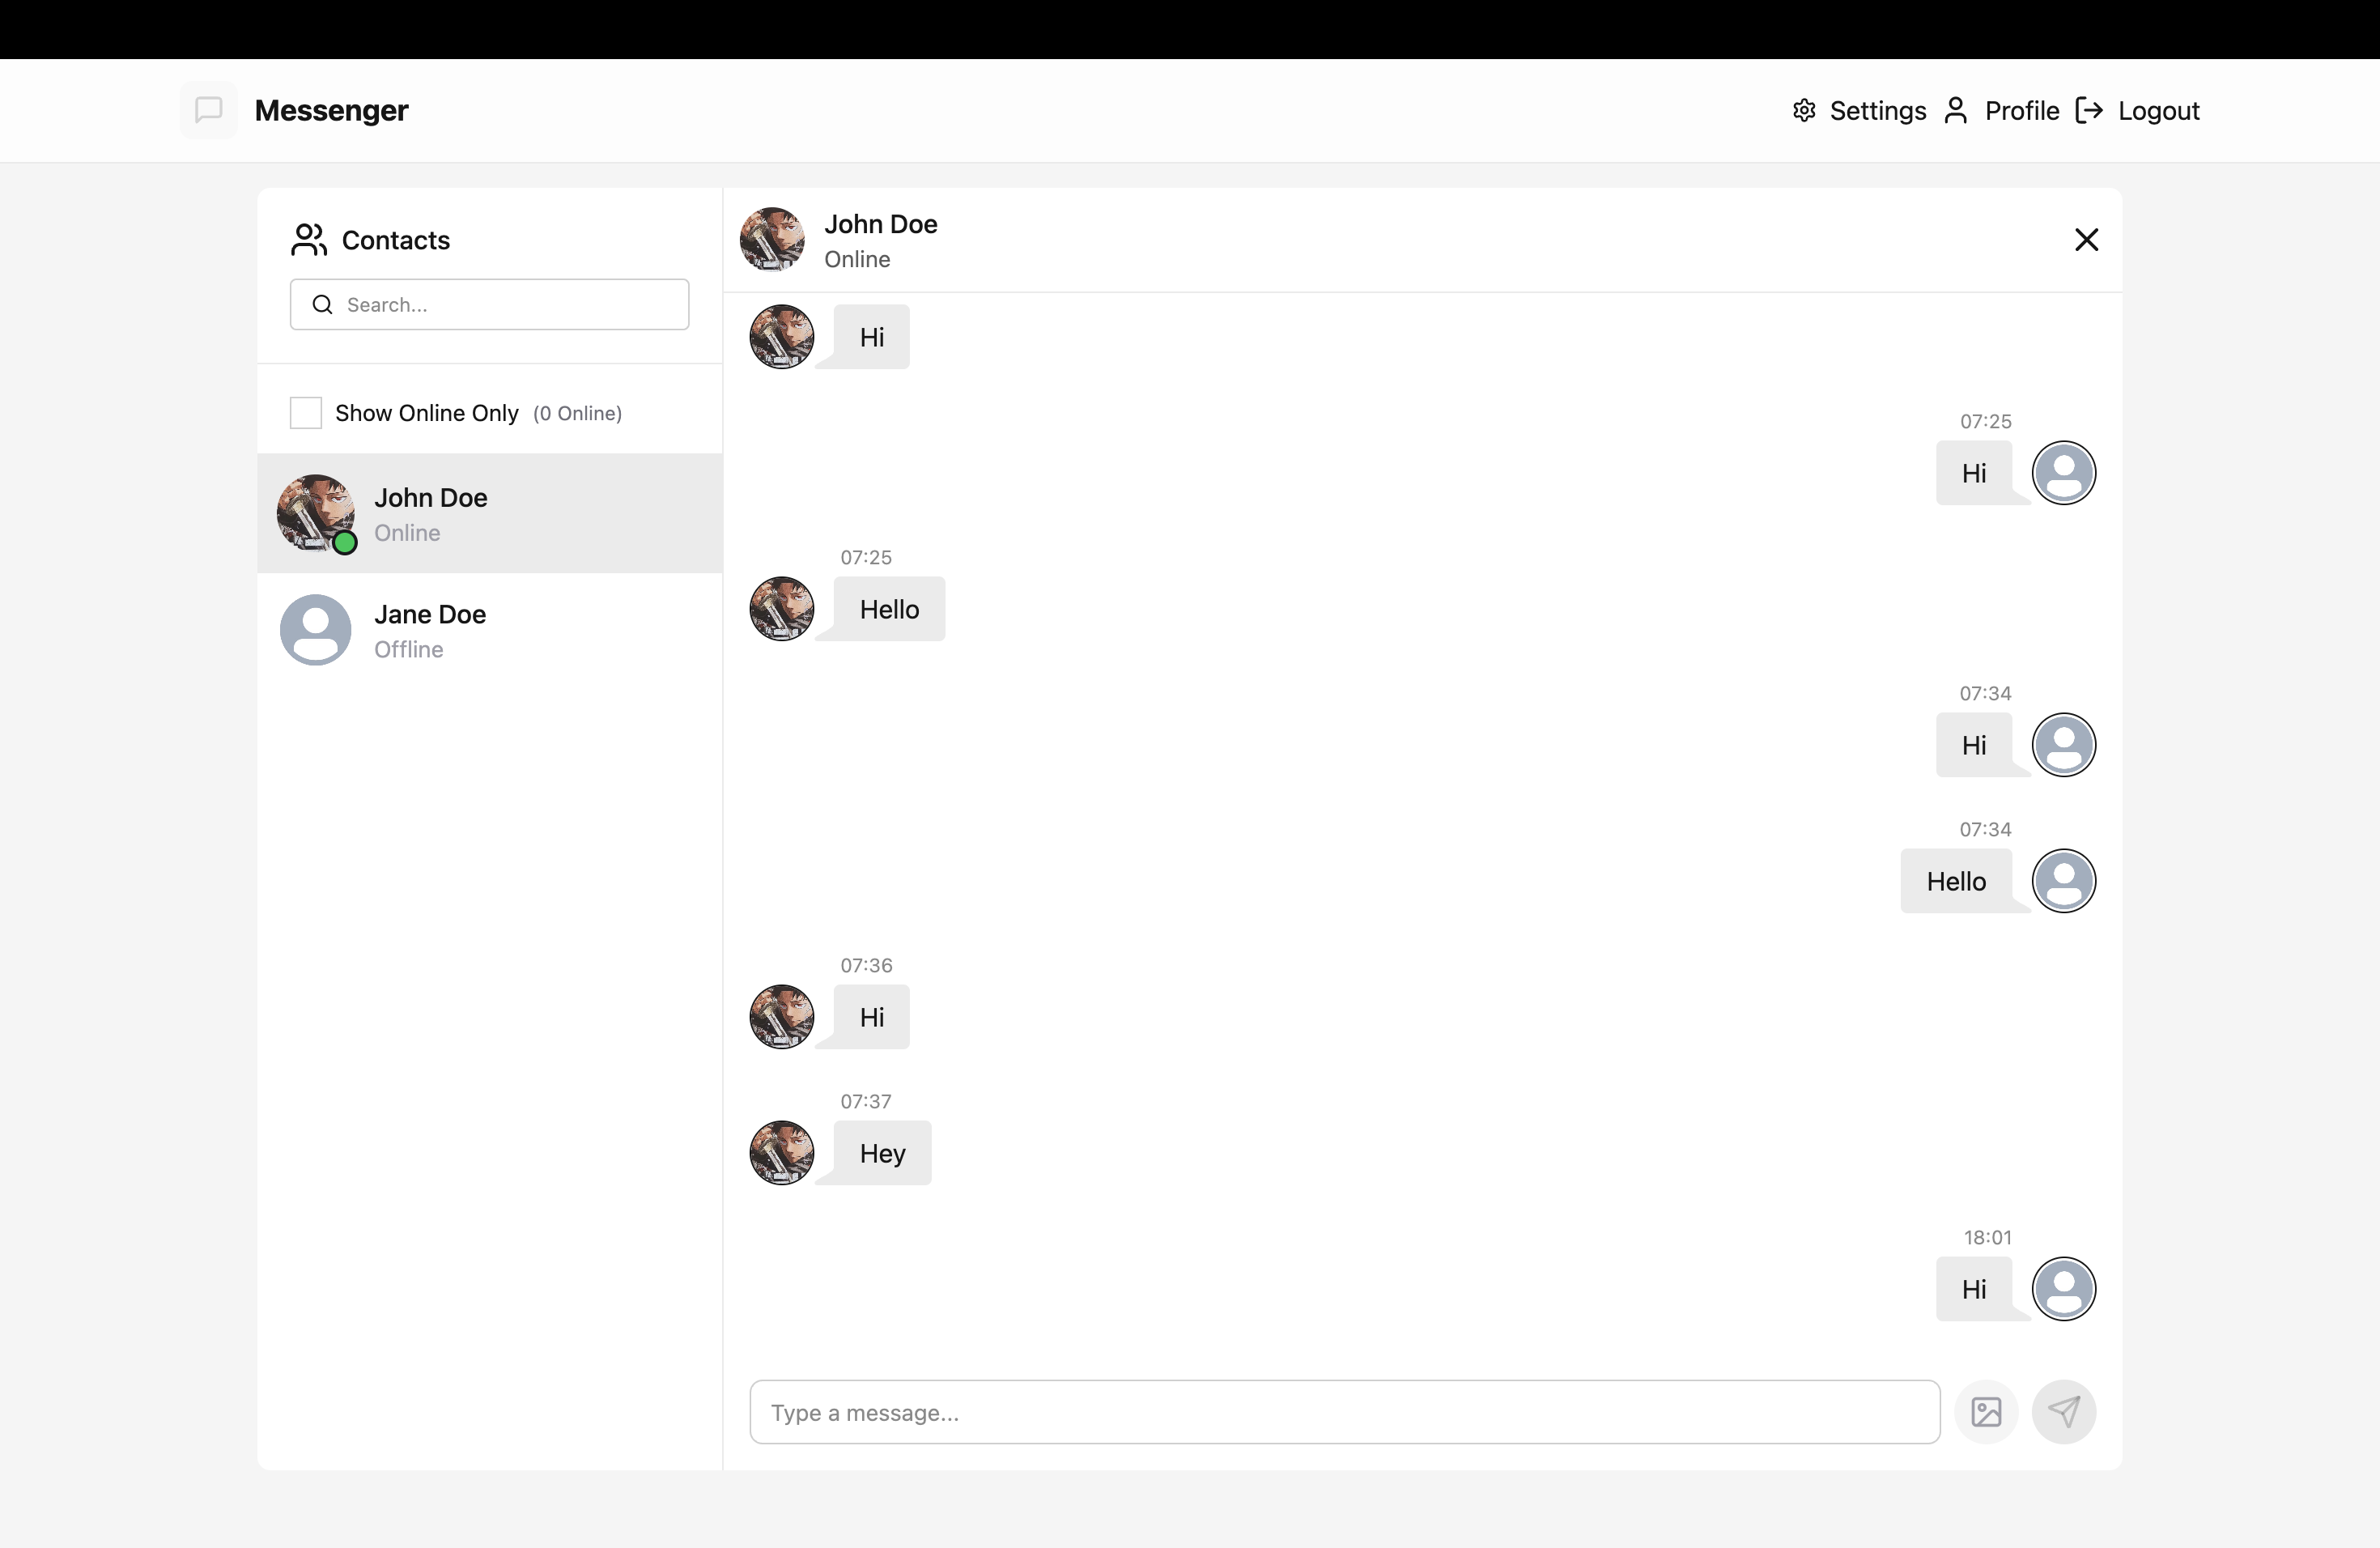 Messenger
Settings Profile Logout
Contacts
Search...
Show Online Only (0 Online)
John Doe
Online
Jane Doe
Offline
John Doe
Online
Hi
07:25
Hi
07:25
Hello
07:34
Hi
07:34
Hello
07:36
Hi
07:37
Hey
18:01
Hi
Type a message...